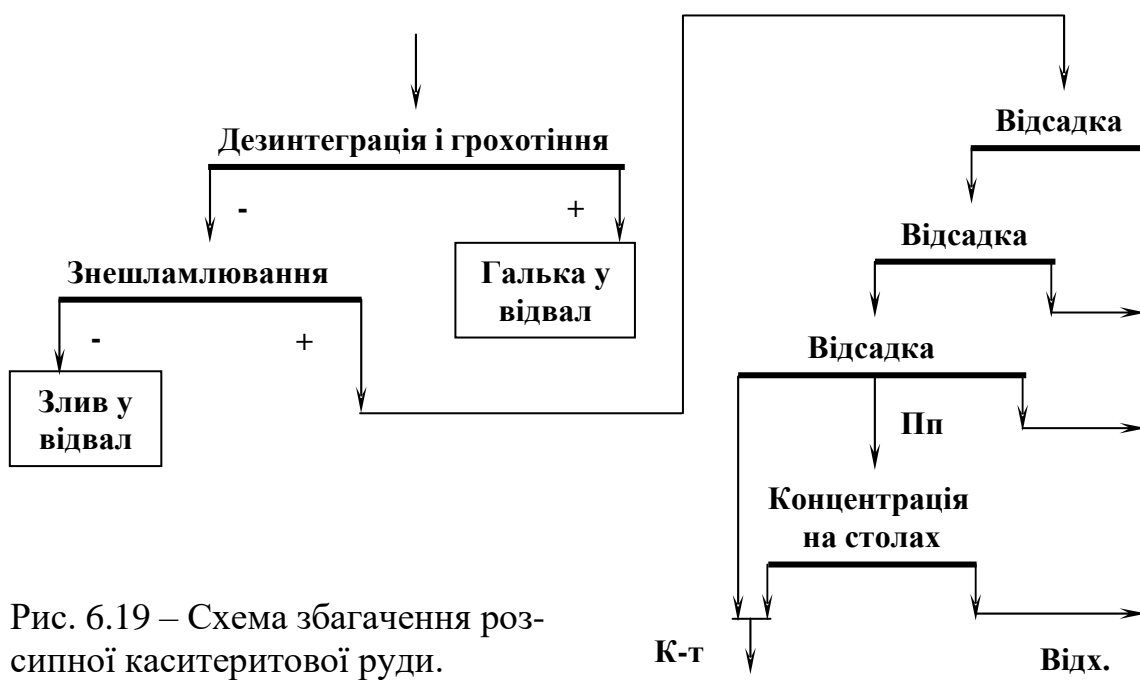 Відсадка
Дезинтеграція і грохотіння
-
+
Відсадка
Знешламлювання
Галька у
відвал
-
+
Відсадка
Злив у
відвал
Пп
Концентрація
на столах
Рис. 6.19 – Схема збагачення роз-
сипної каситеритової руди.
К-т
Відх.